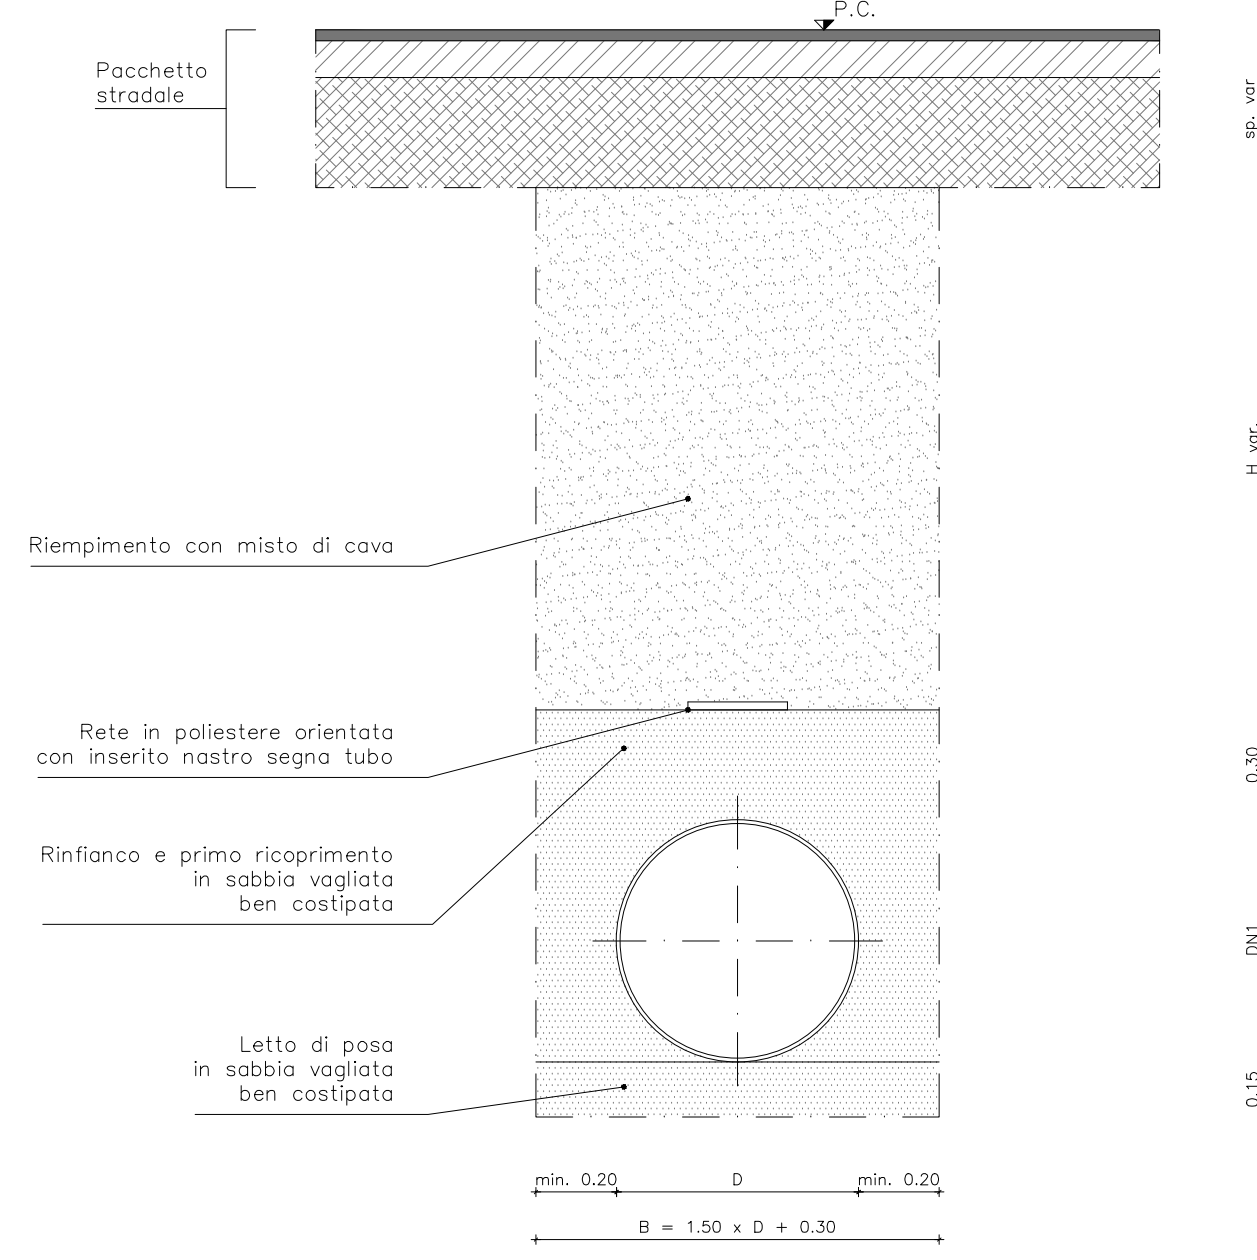 P.C.
Pacchetto
stradale
sp. var
H var.
Riempimento con misto di cava
Rete in poliestere orientata
con inserito nastro segna tubo
0.30
Rinfianco e primo ricoprimento
in sabbia vagliata
ben costipata
DN1
Letto di posa
in sabbia vagliata
ben costipata
0.15
min. 0.20
D
min. 0.20
B = 1.50 x D + 0.30